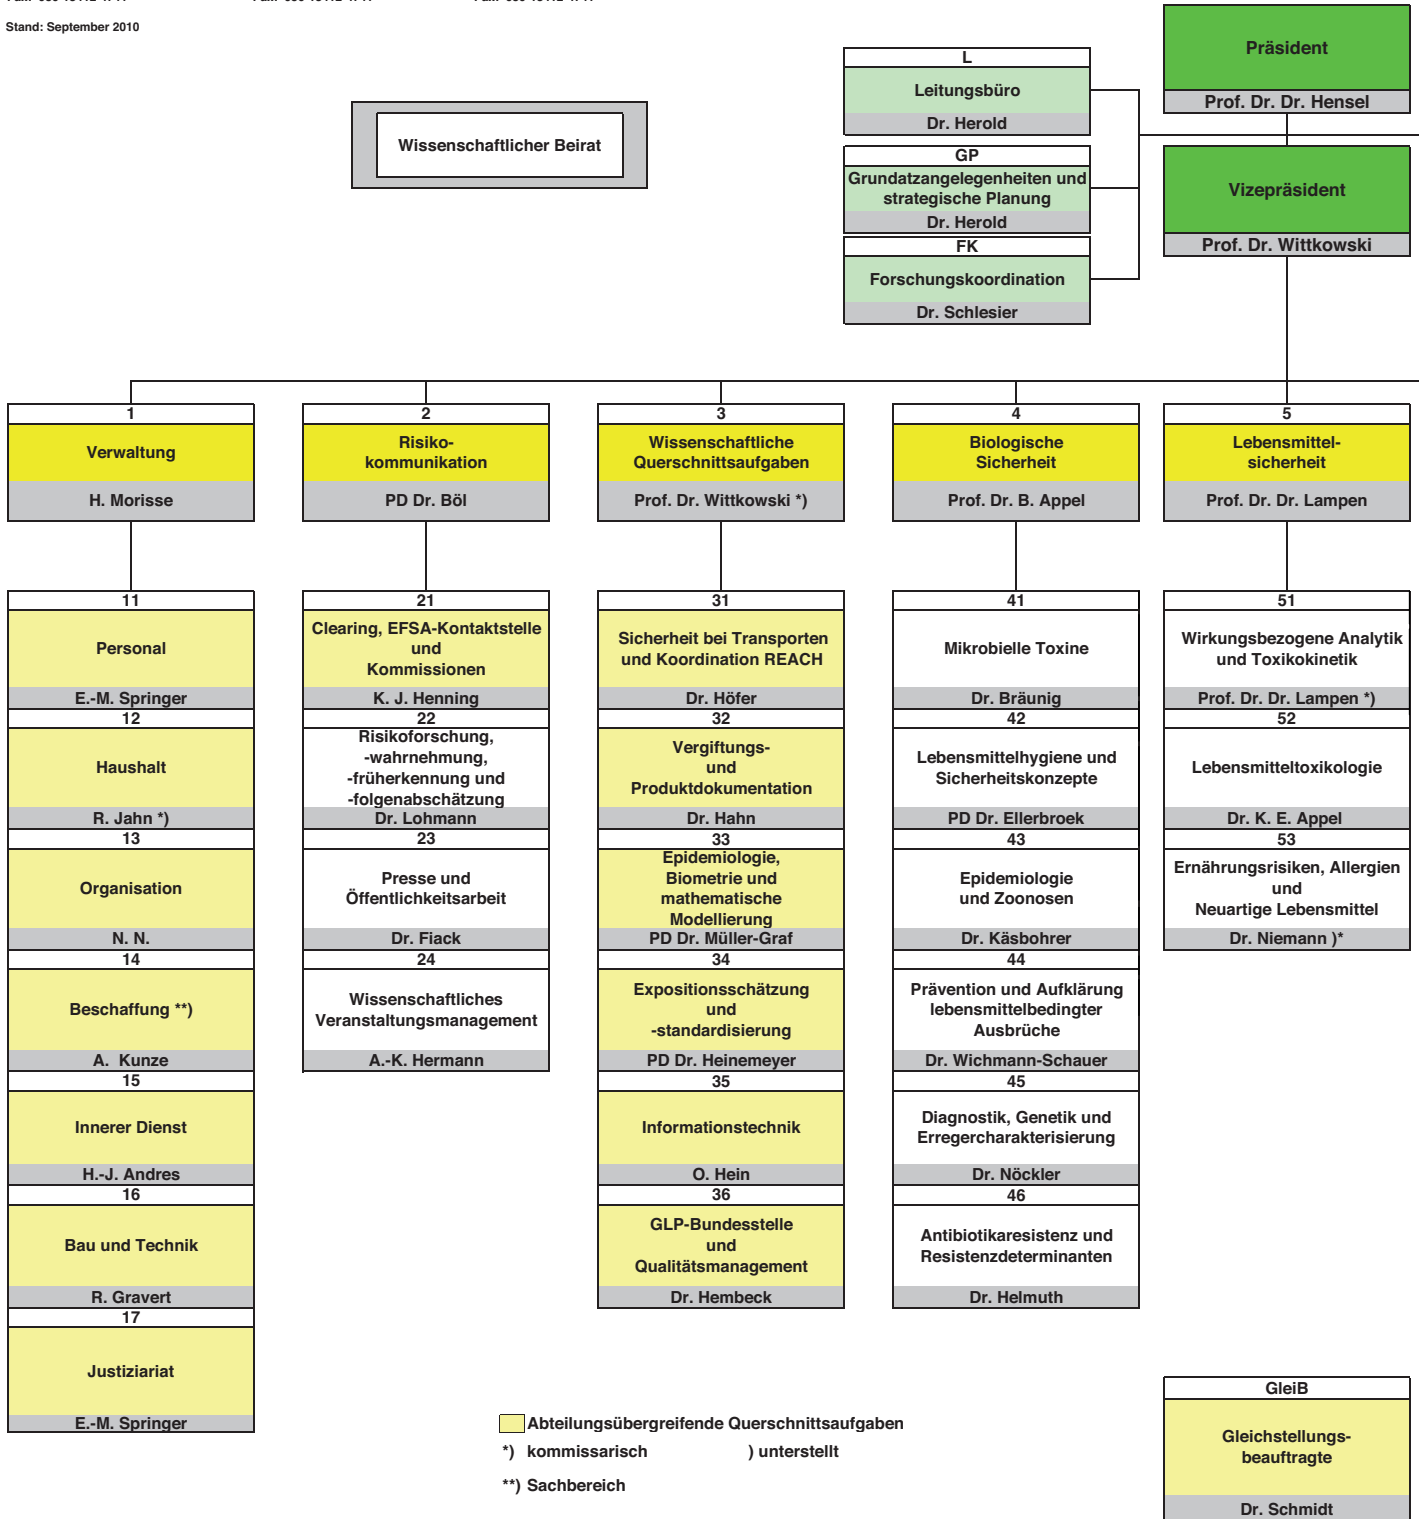 Stand: September 2010
Präsident
Prof. Dr. Dr. Hensel
L
Leitungsbüro
Dr. Herold
Wissenschaftlicher Beirat
GP
Grundatzangelegenheiten und
strategische Planung
Dr. Herold
Vizepräsident
Prof. Dr. Wittkowski
FK
Forschungskoordination
Dr. Schlesier
1
Verwaltung
H. Morisse
2
Risiko-
kommunikation
PD Dr. Böl
3
Wissenschaftliche
Querschnittsaufgaben
Prof. Dr. Wittkowski *)
4
Biologische
Sicherheit
Prof. Dr. B. Appel
5
Lebensmittel-
sicherheit
Prof. Dr. Dr. Lampen
11
Personal
E.-M. Springer
12
Haushalt
R. Jahn *)
13
Organisation
N. N.
14
Beschaffung **)
A. Kunze
15
Innerer Dienst
H.-J. Andres
16
Bau und Technik
R. Gravert
17
Justiziariat
E.-M. Springer
21
Clearing, EFSA-Kontaktstelle
und
Kommissionen
K. J. Henning
22
Risikoforschung,
-wahrnehmung,
-früherkennung und
-folgenabschätzung
Dr. Lohmann
23
Presse und
Öffentlichkeitsarbeit
Dr. Fiack
24
Wissenschaftliches
Veranstaltungsmanagement
A.-K. Hermann
31
Sicherheit bei Transporten
und Koordination REACH
Dr. Höfer
32
Vergiftungs-
und
Produktdokumentation
Dr. Hahn
33
Epidemiologie,
Biometrie und
mathematische
Modellierung
PD Dr. Müller-Graf
34
Expositionsschätzung
und
-standardisierung
PD Dr. Heinemeyer
35
Informationstechnik
O. Hein
36
GLP-Bundesstelle
und
Qualitätsmanagement
Dr. Hembeck
41
Mikrobielle Toxine
Dr. Bräunig
42
Lebensmittelhygiene und
Sicherheitskonzepte
PD Dr. Ellerbroek
43
Epidemiologie
und Zoonosen
Dr. Käsbohrer
44
Prävention und Aufklärung
lebensmittelbedingter
Ausbrüche
Dr. Wichmann-Schauer
45
Diagnostik, Genetik und
Erregercharakterisierung
Dr. Nöckler
46
Antibiotikaresistenz und
Resistenzdeterminanten
Dr. Helmuth
51
Wirkungsbezogene Analytik
und Toxikokinetik
Prof. Dr. Dr. Lampen *)
52
Lebensmitteltoxikologie
Dr. K. E. Appel
53
Ernährungsrisiken, Allergien
und
Neuartige Lebensmittel
Dr. Niemann )*
GleiB
Gleichstellungs-
beauftragte
Dr. Schmidt
Abteilungsübergreifende Querschnittsaufgaben
*) kommissarisch ) unterstellt
**) Sachbereich